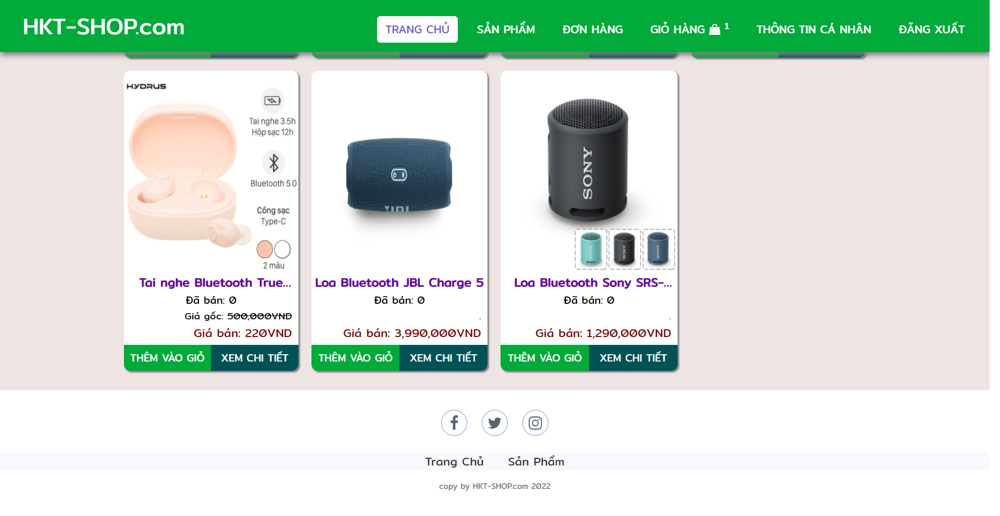 HKT-SHOP.com
TRANG CHỦ
SẢN PHẨM
ĐƠN HÀNG
GIỎ HÀNG 1
THÔNG TIN CÁ NHÂN
ĐĂNG XUẤT
HYDRUS
Tai nghe 3.5h
Hộp sạc 12h
Bluetooth 5.0
Cổng sạc
Type-C
2 màu
Tai nghe Bluetooth True...
Đã bán: 0
Giá gốc: 500,000VND
Giá bán: 220VND
THÊM VÀO GIỎ
XEM CHI TIẾT
JBL
Loa Bluetooth JBL Charge 5
Đã bán: 0
.
Giá bán: 3,990,000VND
THÊM VÀO GIỎ
XEM CHI TIẾT
SONY
SONY
SONY
SONY
Loa Bluetooth Sony SRS-...
Đã bán: 0
.
Giá bán: 1,290,000VND
THÊM VÀO GIỎ
XEM CHI TIẾT
Trang Chủ
Sản Phẩm
copy by HKT-SHOP.com 2022